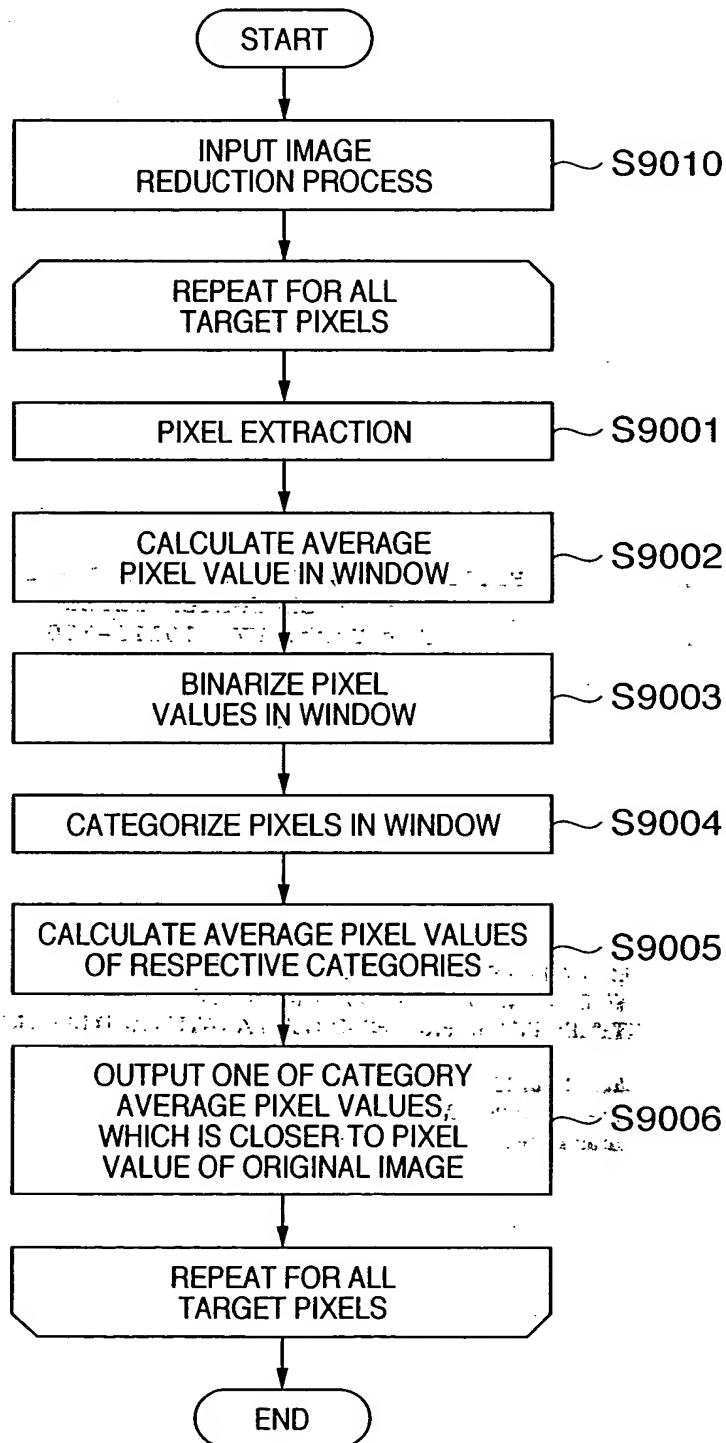 START
INPUT IMAGE
REDUCTION PROCESS
S9010
REPEAT FOR ALL
TARGET PIXELS
PIXEL EXTRACTION
S9001
CALCULATE AVERAGE
PIXEL VALUE IN WINDOW
S9002
BINARIZE PIXEL
VALUES IN WINDOW
S9003
CATEGORIZE PIXELS IN WINDOW
S9004
CALCULATE AVERAGE PIXEL VALUES
OF RESPECTIVE CATEGORIES
S9005
OUTPUT ONE OF CATEGORY
AVERAGE PIXEL VALUES,
WHICH IS CLOSER TO PIXEL
VALUE OF ORIGINAL IMAGE
S9006
REPEAT FOR ALL
TARGET PIXELS
END